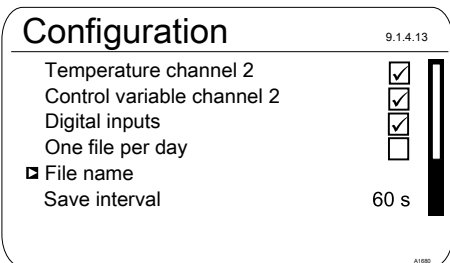 Configuration 9.1.4.13
Temperature channel 2
Control variable channel 2
Digital inputs
One file per day
File name
Save interval 60 s
A1680